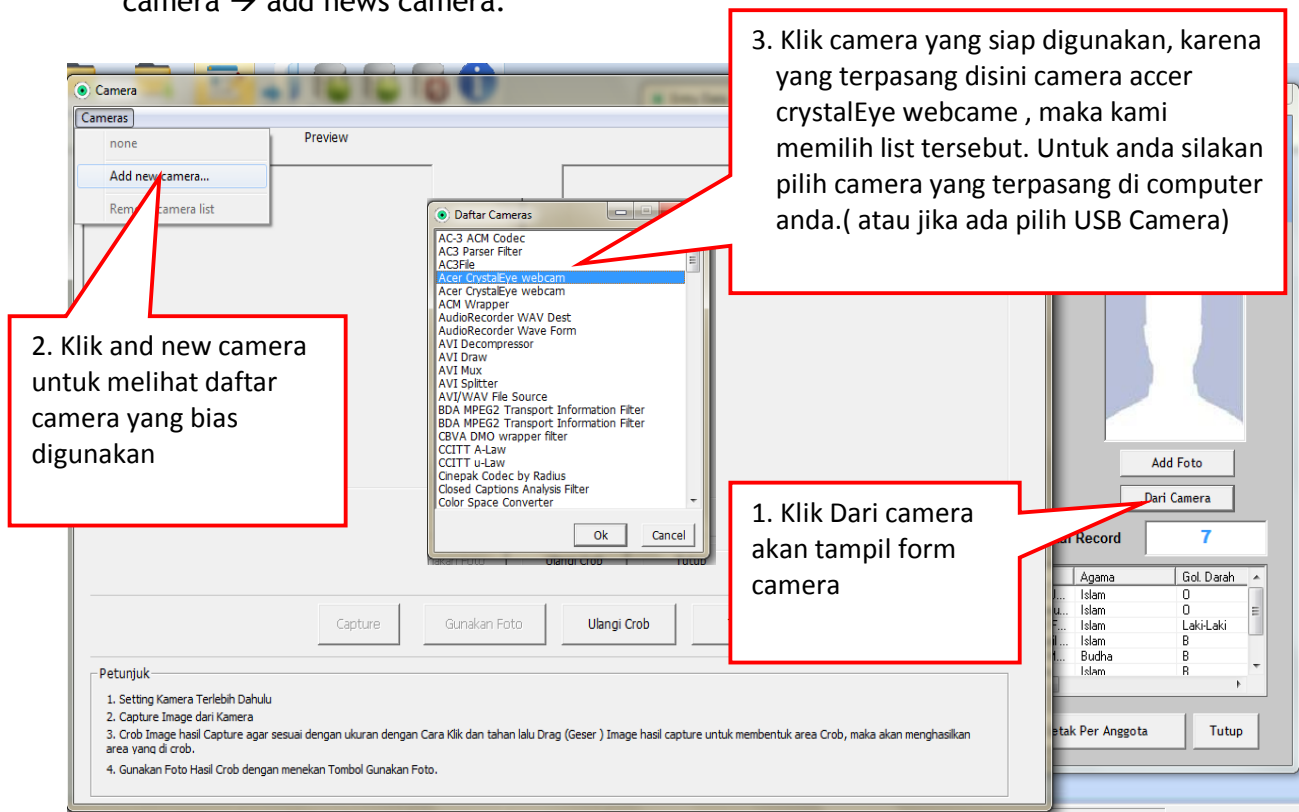 camera → add news camera.
3. Klik camera yang siap digunakan, karena
yang terpasang disini camera accer
crystalEye webcame , maka kami
memilih list tersebut. Untuk anda silakan
pilih camera yang terpasang di computer
anda.( atau jika ada pilih USB Camera)
Camera
Cameras
none
Add new camera...
camera list
Preview
Daftar Cameras
AC-3 ACM Codec
AC3 Parser Filter
AC3File
Acer CrystalEye webcam
Acer CrystalEye webcam
ACM Wrapper
AudioRecorder WAV Dest
AudioRecorder Wave Form
AVI Decompressor
AVI Draw
AVI Mux
AVI Splitter
AVI/WAV File Source
BDA MPEG2 Transport Information Filter
BDA MPEG2 Transport Information Filter
CBVA DMO wrapper filter
CCITT A-Law
CCITT u-Law
Cinepak Codec by Radius
Closed Captions Analysis Filter
Color Space Converter
Ok Cancel
2. Klik and new camera
untuk melihat daftar
camera yang bias
digunakan
Add Foto
Dari Camera
1. Klik Dari camera
akan tampil form
camera
Record 7
Agama Gol. Darah
Islam O
Islam O
Islam Laki-Laki
Islam B
Budha B
Islam B
Per Anggota Tutup
Capture Gunakan Foto Ulangi Crob
Petunjuk
1. Setting Kamera Terlebih Dahulu
2. Capture Image dari Kamera
3. Crob Image hasil Capture agar sesuai dengan ukuran dengan Cara Klik dan tahan lalu Drag (Geser ) Image hasil capture untuk membentuk area Crob, maka akan menghasilkan
area yang di crob.
4. Gunakan Foto Hasil Crob dengan menekan Tombol Gunakan Foto.